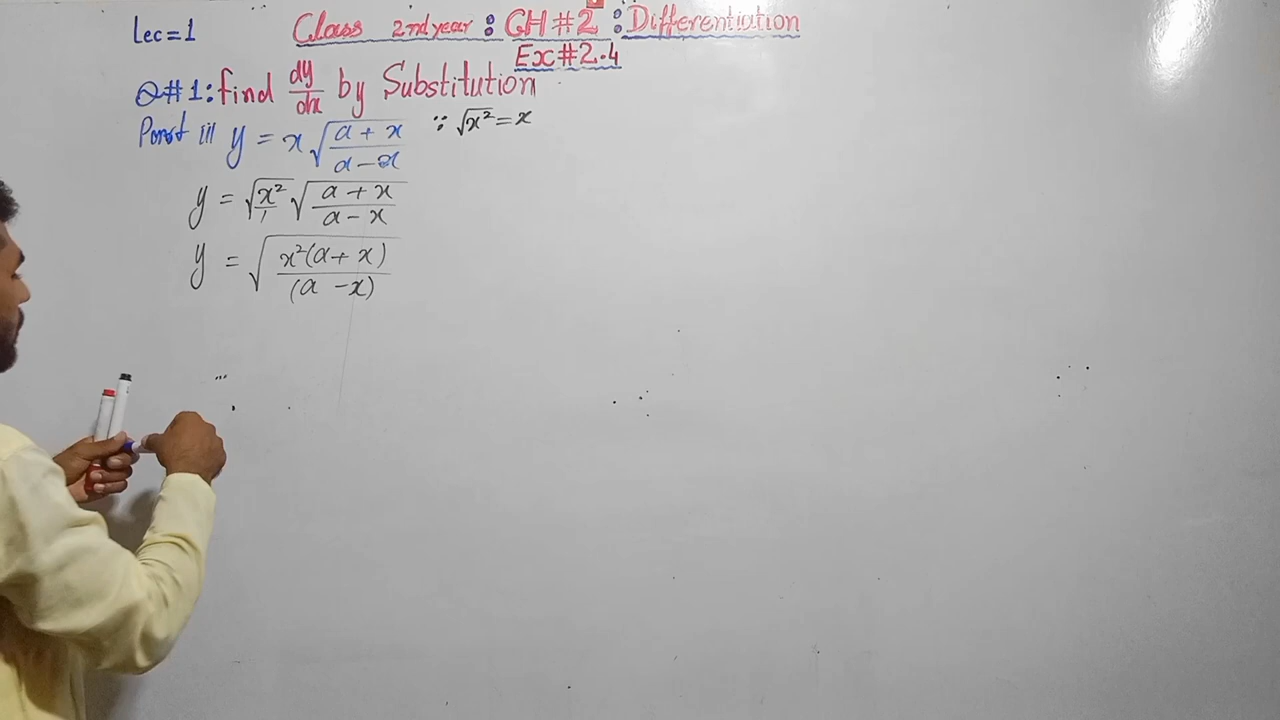 Lec=1
Class 2nd year : CH#2 : Differentiation
Ex#2.4
Q#1: Find dy/dx by Substitution
Part iii y = x √((a + x)/(a − x)) ∵ √x² = x
y = √(x²/1) √((a + x)/(a − x))
y = √(x²(a + x)/(a − x))